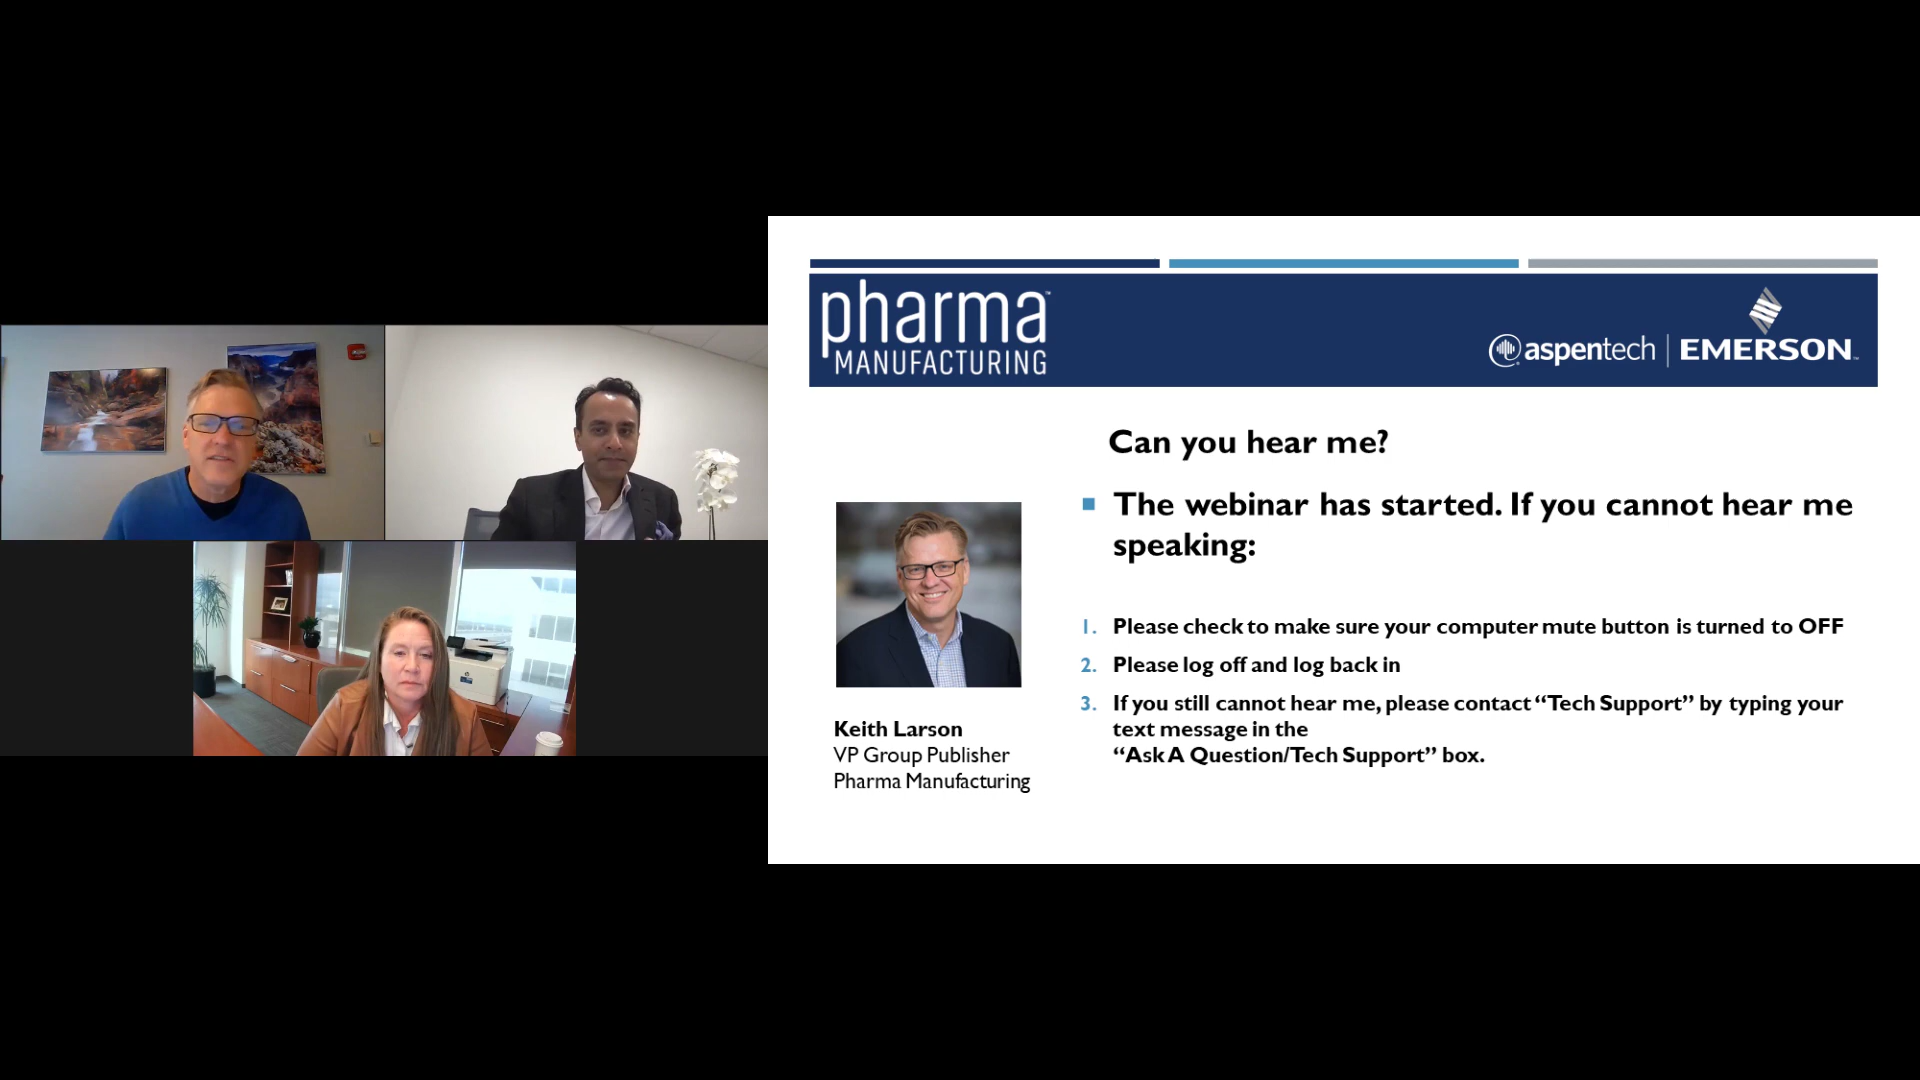 pharma™
MANUFACTURING
aspentech | EMERSON™
Can you hear me?
The webinar has started. If you cannot hear me
speaking:
1. Please check to make sure your computer mute button is turned to OFF
2. Please log off and log back in
3. If you still cannot hear me, please contact “Tech Support” by typing your
text message in the
“Ask A Question/Tech Support” box.
Keith Larson
VP Group Publisher
Pharma Manufacturing